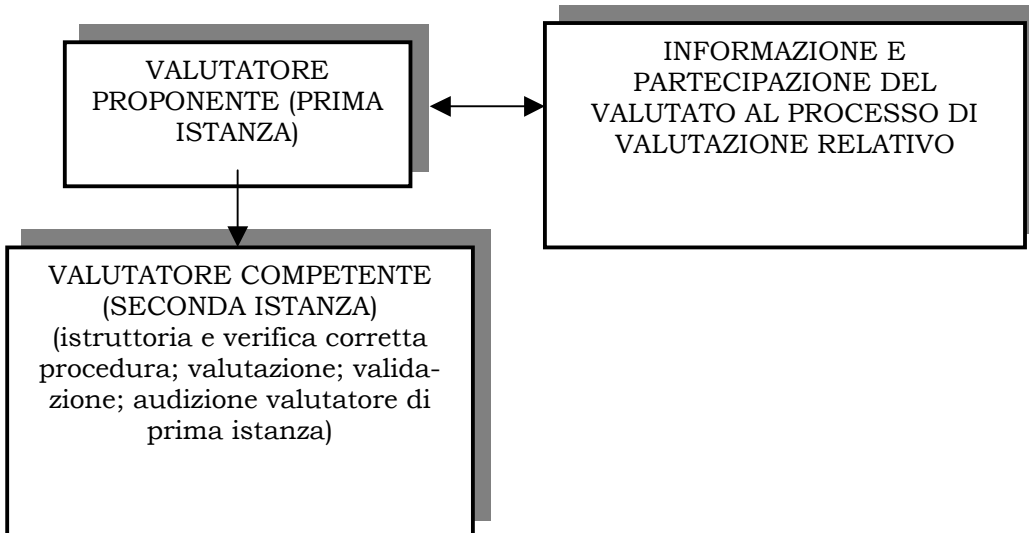 VALUTATORE
PROPONENTE (PRIMA
ISTANZA)
INFORMAZIONE E
PARTECIPAZIONE DEL
VALUTATO AL PROCESSO DI
VALUTAZIONE RELATIVO
VALUTATORE COMPETENTE
(SECONDA ISTANZA)
(istruttoria e verifica corretta
procedura; valutazione; valida-
zione; audizione valutatore di
prima istanza)